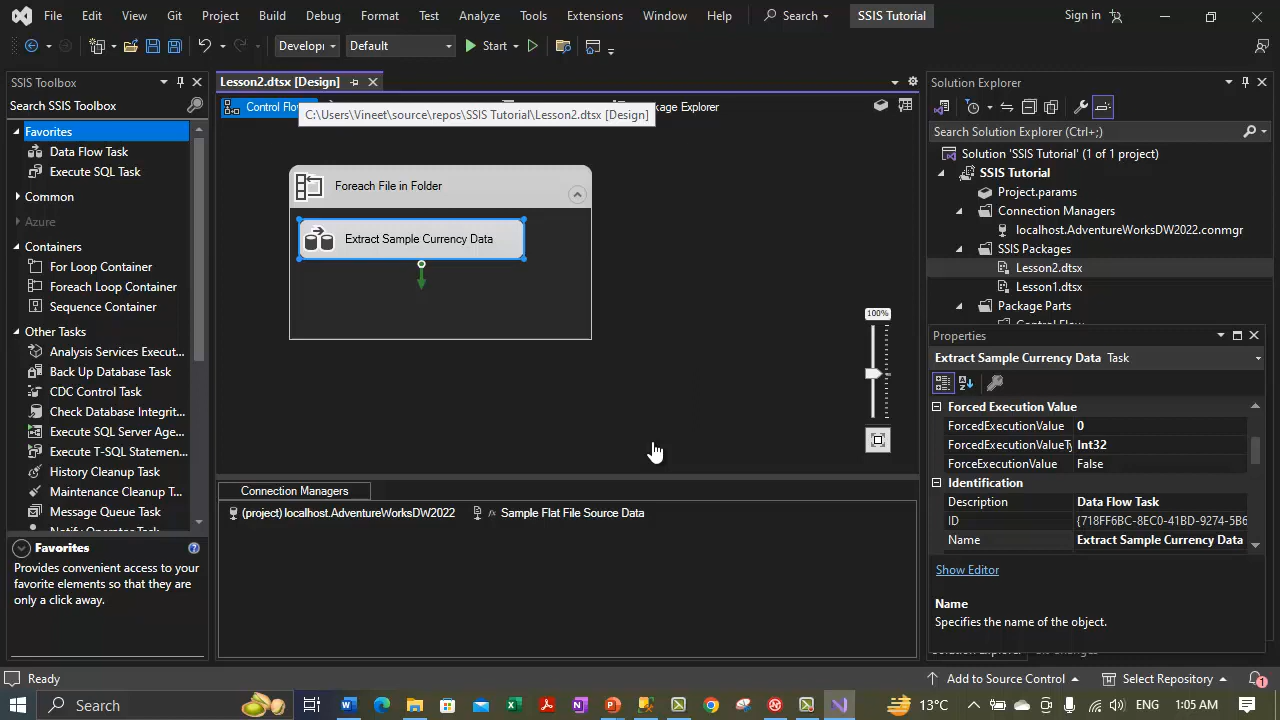 File Edit View Git Project Build Debug Format Test Analyze Tools Extensions Window Help Search SSIS Tutorial Sign in
Default Start
SSIS Toolbox
Search SSIS Toolbox
Favorites
Data Flow Task
Execute SQL Task
Common
Azure
Containers
For Loop Container
Foreach Loop Container
Sequence Container
Other Tasks
Analysis Services Execut...
Back Up Database Task
CDC Control Task
Check Database Integrit...
Execute SQL Server Age...
Execute T-SQL Statemen...
History Cleanup Task
Maintenance Cleanup T...
Message Queue Task
Favorites
Provides convenient access to your
favorite elements so that they are
only a click away.
Lesson2.dtsx [Design]
Control Flow
C:\Users\Vineet\source\repos\SSIS Tutorial\Lesson2.dtsx [Design]
Explorer
Foreach File in Folder
Extract Sample Currency Data
100%
Connection Managers
(project) localhost.AdventureWorksDW2022 fx Sample Flat File Source Data
Solution Explorer
Search Solution Explorer (Ctrl+;)
Solution 'SSIS Tutorial' (1 of 1 project)
SSIS Tutorial
Project.params
Connection Managers
localhost.AdventureWorksDW2022.conmgr
SSIS Packages
Lesson2.dtsx
Lesson1.dtsx
Package Parts
Properties
Extract Sample Currency Data Task
Forced Execution Value
ForcedExecutionValue 0
ForcedExecutionValueTy Int32
ForceExecutionValue False
Identification
Description Data Flow Task
ID {718FF6BC-8EC0-41BD-9274-5B6
Name Extract Sample Currency Data
Show Editor
Name
Specifies the name of the object.
Ready Add to Source Control Select Repository 1
Search 13°C ENG 1:05 AM